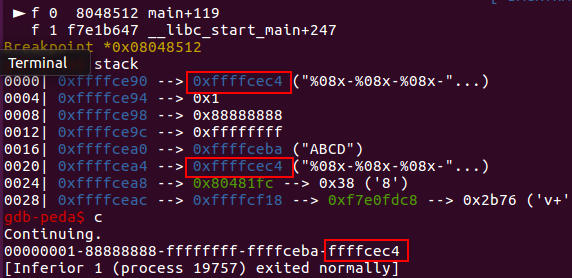 ► f 0  8048512 main+119
f 1 f7e1b647 __libc_start_main+247
Breakpoint *0x08048512
Terminal stack
0000| 0xffffce90 --> 0xffffcec4 ("%08x-%08x-%08x-"...)
0004| 0xffffce94 --> 0x1
0008| 0xffffce98 --> 0x88888888
0012| 0xffffce9c --> 0xffffffff
0016| 0xffffcea0 --> 0xffffceba ("ABCD")
0020| 0xffffcea4 --> 0xffffcec4 ("%08x-%08x-%08x-"...)
0024| 0xffffcea8 --> 0x80481fc --> 0x38 ('8')
0028| 0xffffceac --> 0xffffcf18 --> 0xf7e0fdc8 --> 0x2b76 ('v+'
gdb-peda$ c
Continuing.
00000001-88888888-ffffffff-ffffceba-ffffcec4
[Inferior 1 (process 19757) exited normally]